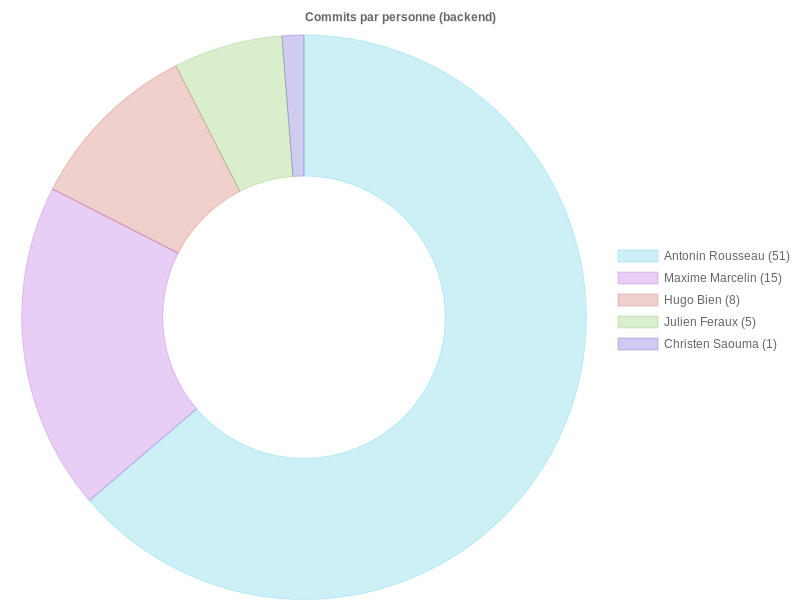 Commits par personne (backend)
Antonin Rousseau (51)
Maxime Marcelin (15)
Hugo Bien (8)
Julien Feraux (5)
Christen Saouma (1)